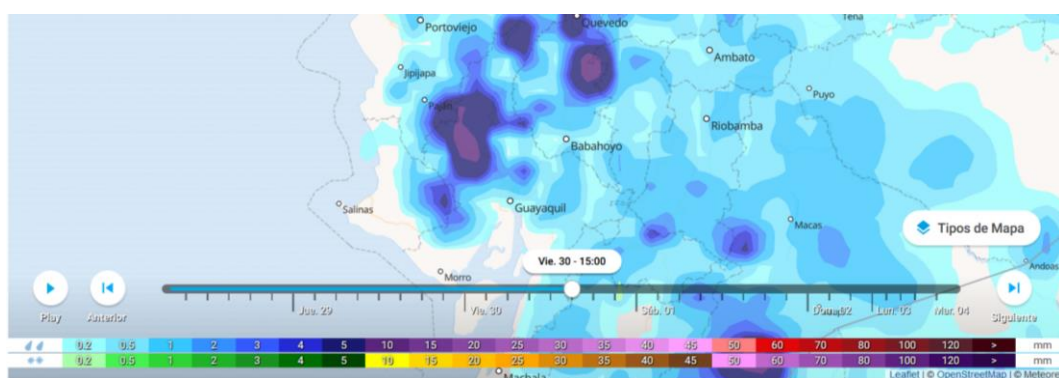 Quevedo
Tena
Portoviejo
Ambato
Jipijapa
Puyo
Paján
Riobamba
Babahoyo
Salinas
Guayaquil
Macas
Tipos de Mapa
Vie. 30 - 15:00
Morro
Andoas
Play
Anterior
Jue. 29
Vie. 30
Sáb. 01
Dom. 02
Lun. 03
Mar. 04
Siguiente
0.2 0.5 1 2 3 4 5 10 15 20 25 30 35 40 45 50 60 70 80 100 120 > mm
0.2 0.5 1 2 3 4 5 10 15 20 25 30 35 40 45 50 60 70 80 100 120 > mm
Machala
Leaflet | © OpenStreetMap | © Meteore